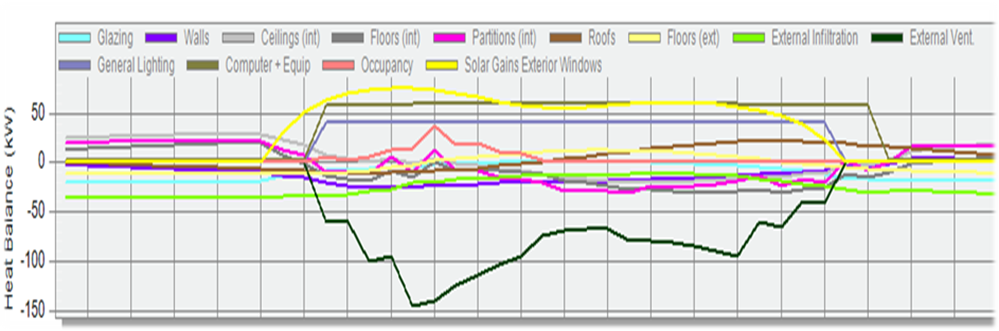 Glazing Walls Ceilings (int) Floors (int) Partitions (int) Roofs Floors (ext) External Infiltration External Vent.
General Lighting Computer + Equip Occupancy Solar Gains Exterior Windows
Heat Balance (kW)
50
0
-50
-100
-150